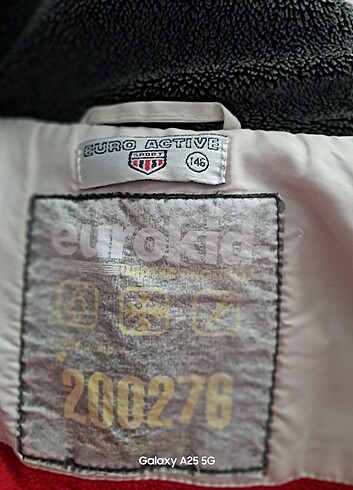 EURO ACTIVE
SPORT
146
eurokid
200276
Galaxy A25 5G